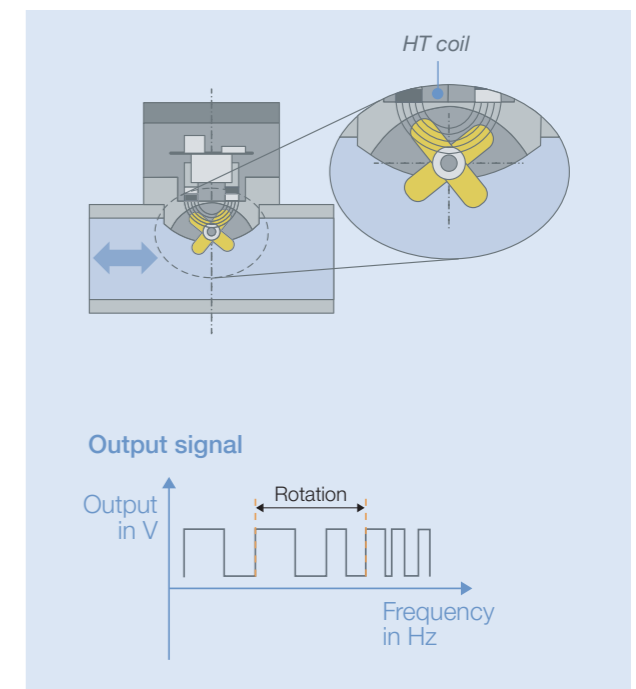 HT coil
Output signal
Output
in V
Rotation
Frequency
in Hz